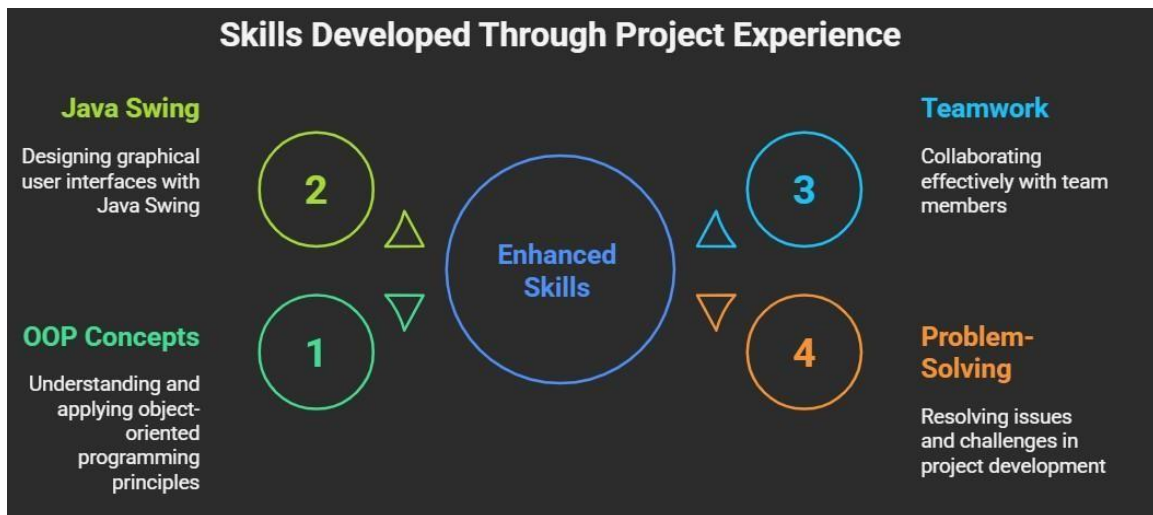 Skills Developed Through Project Experience
Java Swing
Designing graphical
user interfaces with
Java Swing
2
OOP Concepts
Understanding and
applying object-
oriented
programming
principles
1
Enhanced
Skills
3
Teamwork
Collaborating
effectively with team
members
4
Problem-
Solving
Resolving issues
and challenges in
project development